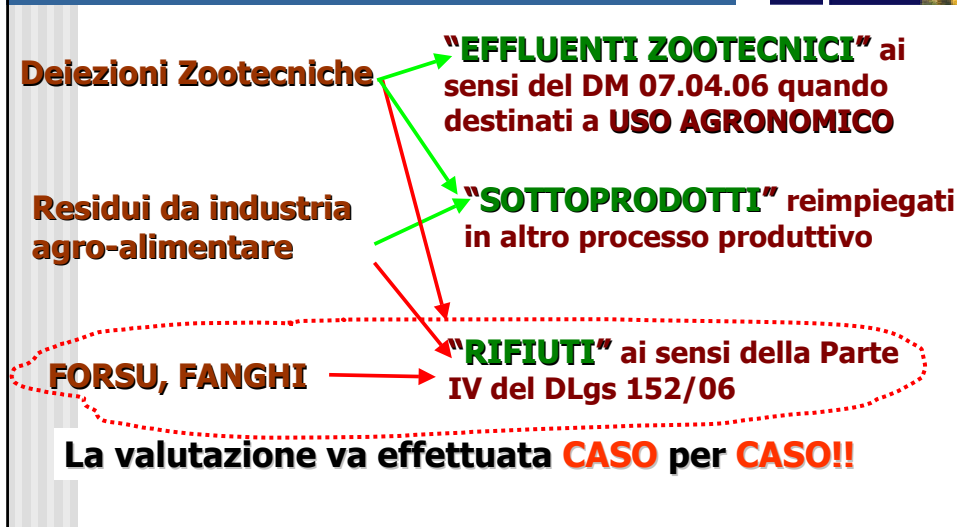 Deiezioni Zootecniche
“EFFLUENTI ZOOTECNICI” ai
sensi del DM 07.04.06 quando
destinati a USO AGRONOMICO
Residui da industria
agro-alimentare
“SOTTOPRODOTTI” reimpiegati
in altro processo produttivo
FORSU, FANGHI
“RIFIUTI” ai sensi della Parte
IV del DLgs 152/06
La valutazione va effettuata CASO per CASO!!